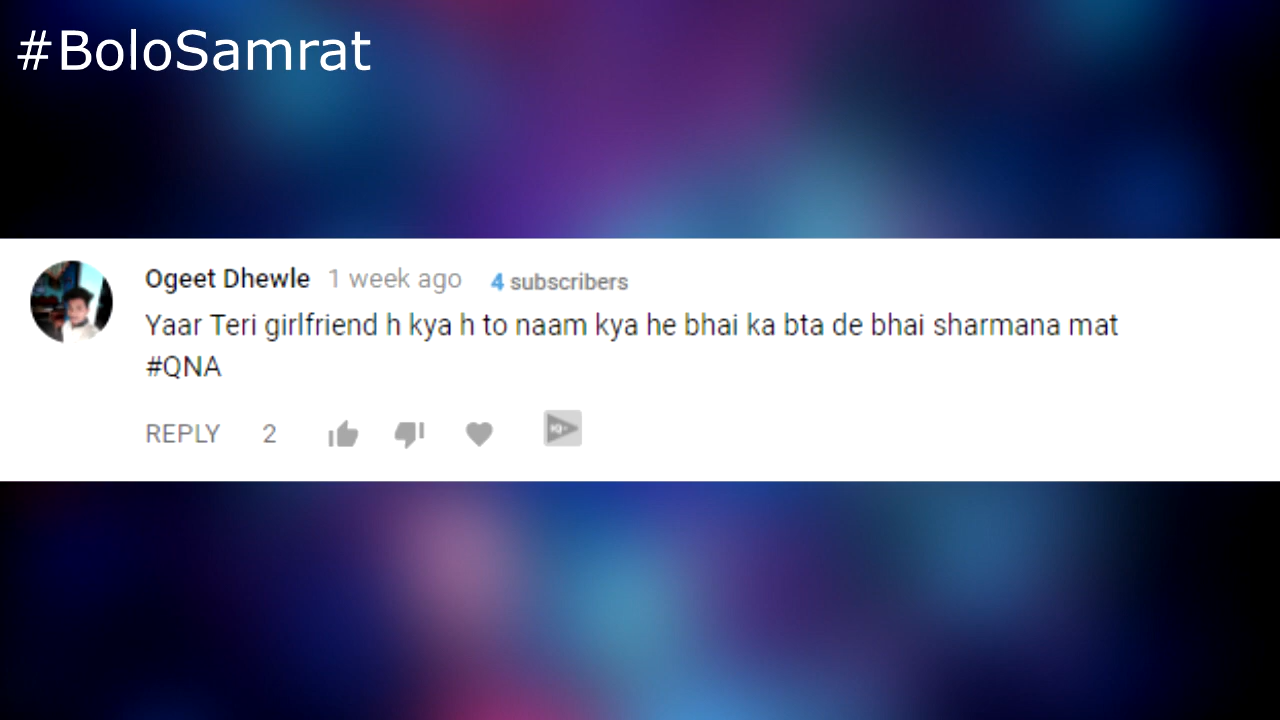 #BoloSamrat
Ogeet Dhewle 1 week ago 4 subscribers
Yaar Teri girlfriend h kya h to naam kya he bhai ka bta de bhai sharmana mat
#QNA
REPLY 2